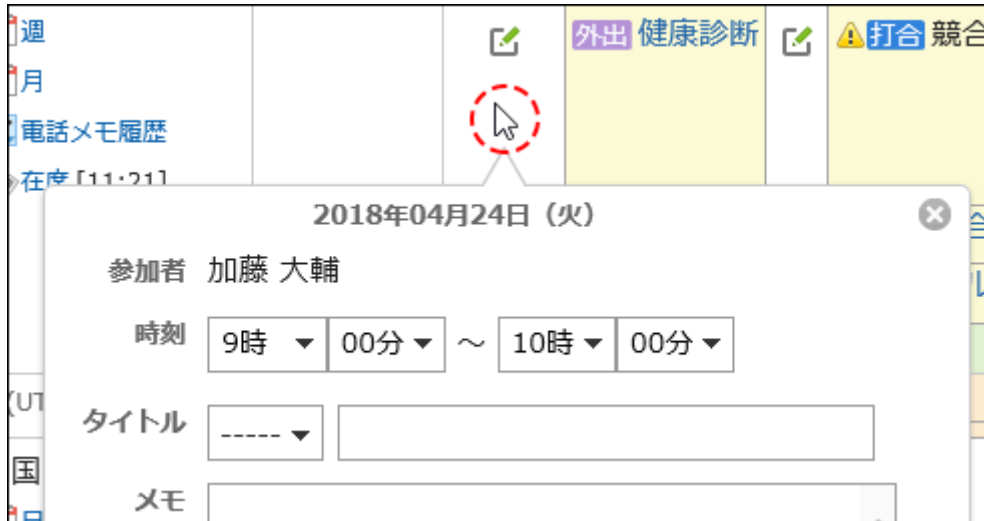 週
外出 健康診断
打合 競合
月
電話メモ履歴
在席 [11:21]
2018年04月24日（火）
参加者 加藤 大輔
時刻 9時 00分 ～ 10時 00分
(UT
タイトル -----
国
メモ